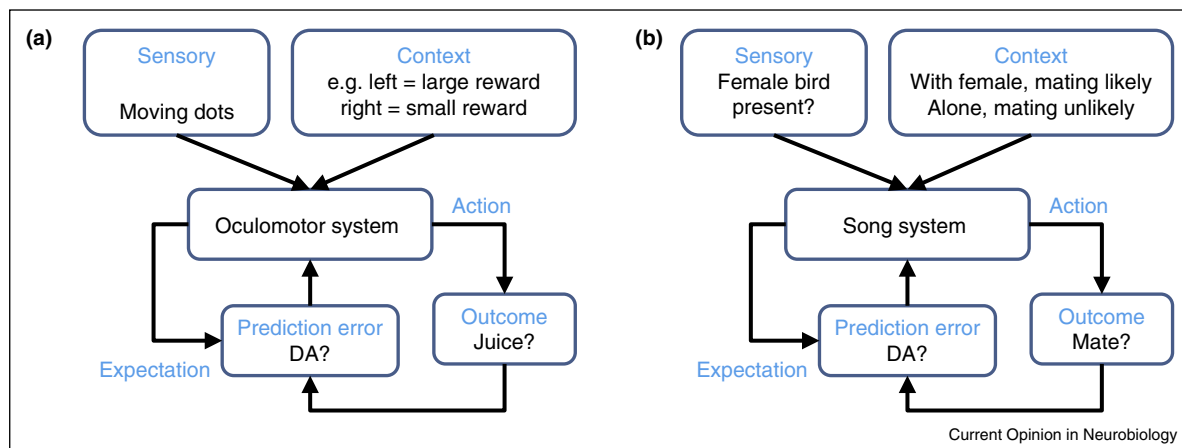 (a)
Sensory
Moving dots
Context
e.g. left = large reward
right = small reward
Oculomotor system
Action
Prediction error
DA?
Outcome
Juice?
Expectation
(b)
Sensory
Female bird
present?
Context
With female, mating likely
Alone, mating unlikely
Song system
Action
Prediction error
DA?
Outcome
Mate?
Expectation
Current Opinion in Neurobiology